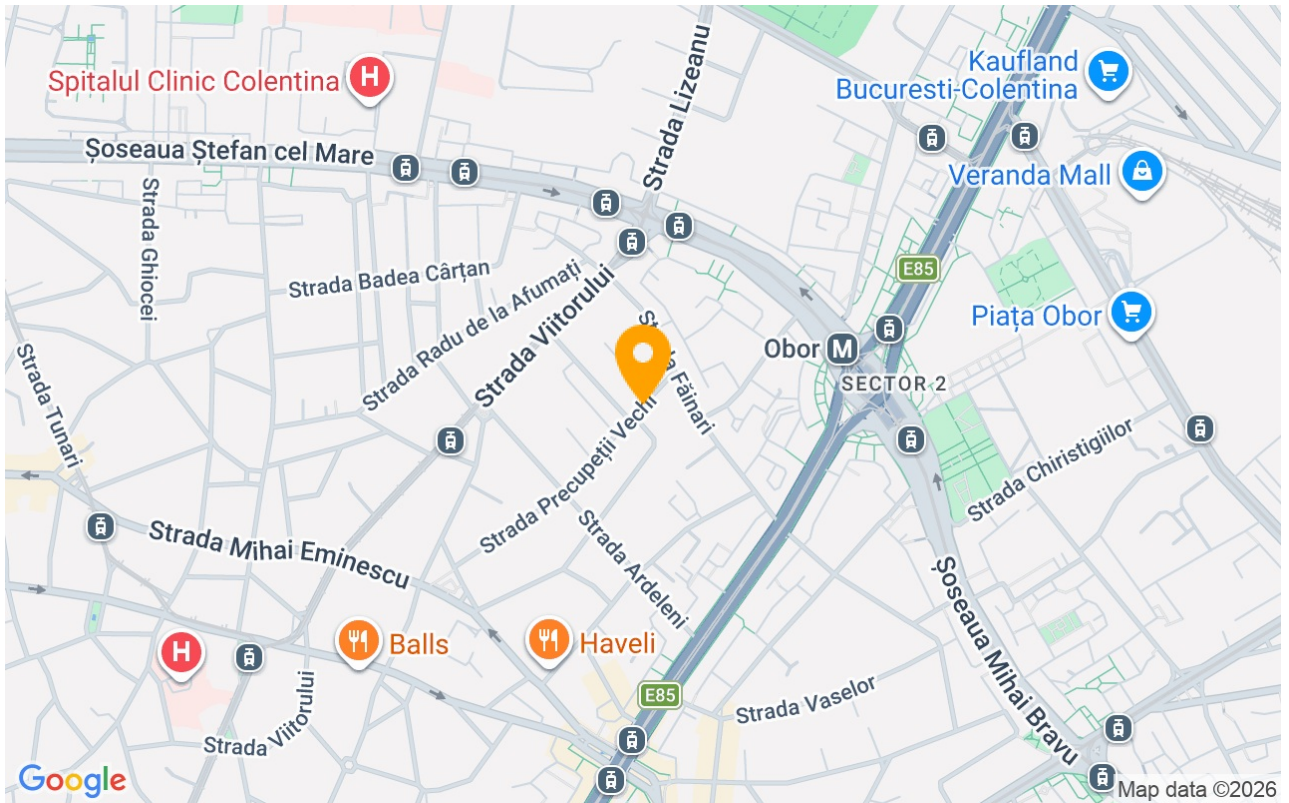 Spitalul Clinic Colentina
H
Strada Lizeanu
Kaufland
Bucuresti-Colentina
Șoseaua Ștefan cel Mare
Veranda Mall
Strada Ghiocei
Strada Badea Cârțan
Strada Radu de la Afumați
Strada Viitorului
E85
Piața Obor
Obor
M
SECTOR 2
Strada Tunari
Strada Precupeții Vechi
Strada Chiristigiilor
Strada Mihai Eminescu
Strada Ardeleni
Șoseaua Mihai Bravu
H
Balls
Haveli
E85
Strada Vaselor
Strada Viitorului
Google
Map data ©2026